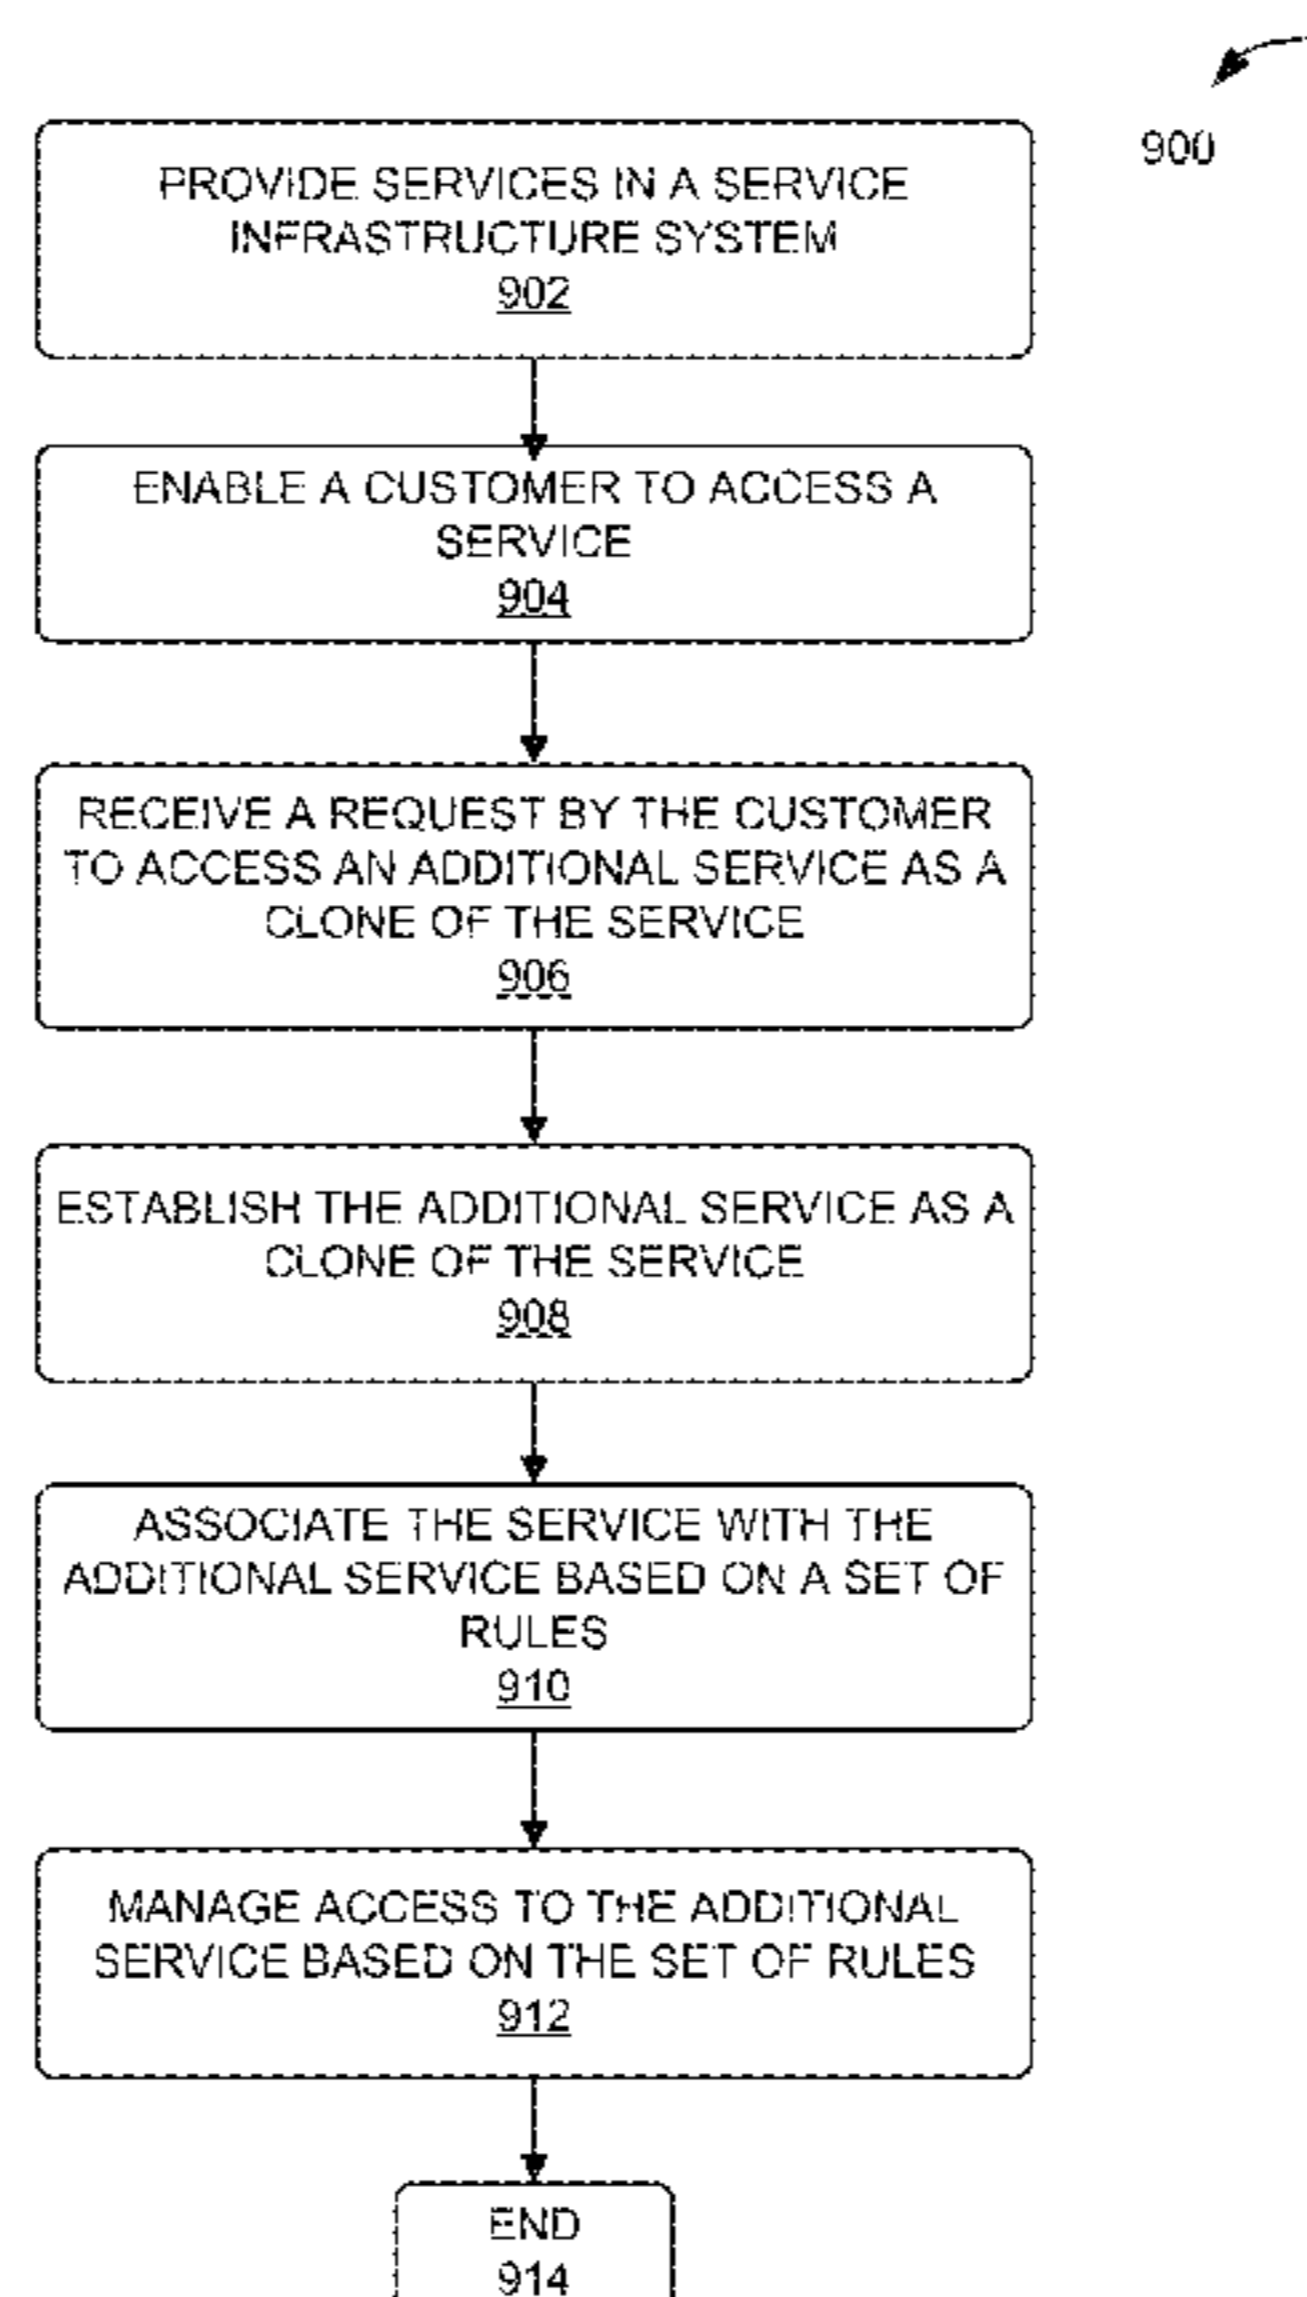 900
PROVIDE SERVICES IN A SERVICE
INFRASTRUCTURE SYSTEM
902
ENABLE A CUSTOMER TO ACCESS A
SERVICE
904
RECEIVE A REQUEST BY THE CUSTOMER
TO ACCESS AN ADDITIONAL SERVICE AS A
CLONE OF THE SERVICE
906
ESTABLISH THE ADDITIONAL SERVICE AS A
CLONE OF THE SERVICE
908
ASSOCIATE THE SERVICE WITH THE
ADDITIONAL SERVICE BASED ON A SET OF
RULES
910
MANAGE ACCESS TO THE ADDITIONAL
SERVICE BASED ON THE SET OF RULES
912
END
914